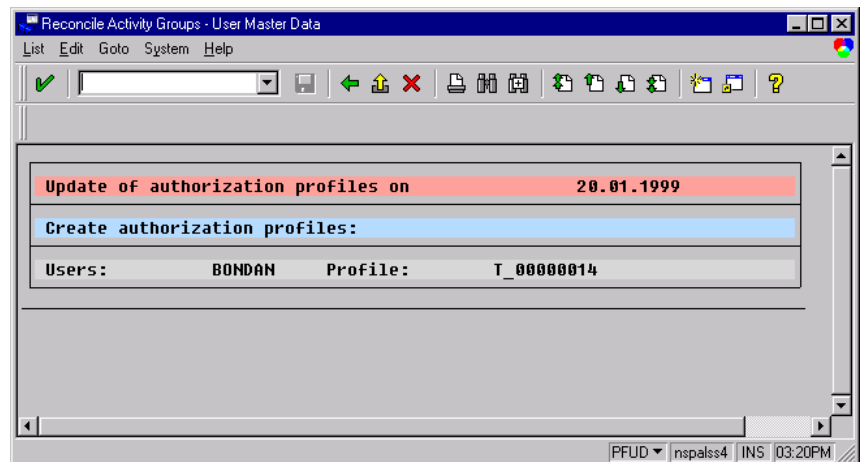 Reconcile Activity Groups - User Master Data
List Edit Goto System Help
Update of authorization profiles on 20.01.1999
Create authorization profiles:
Users: BONDAN Profile: T_00000014
PFUD nspalss4 INS 03:20PM